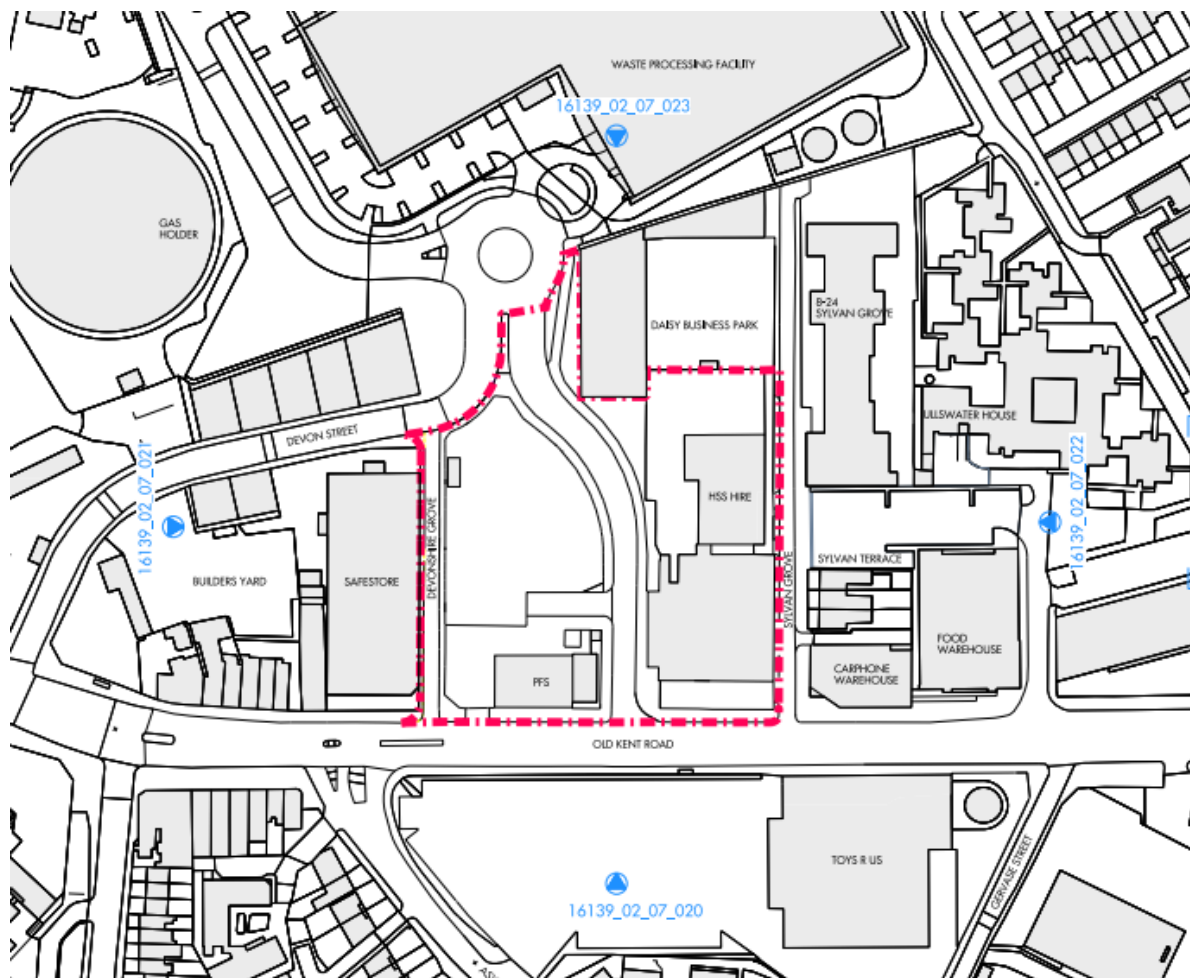 WASTE PROCESSING FACILITY
16139_02_07_023
GAS
HOLDER
8-24
SYLVAN GROVE
DAISY BUSINESS PARK
ULLSWATER HOUSE
DEVON STREET
16139_02_07_021
HSS HIRE
16139_02_07_022
DEVONSHIRE GROVE
SYLVAN GROVE
SYLVAN TERRACE
BUILDERS YARD
SAFESTORE
FOOD
WAREHOUSE
CARPHONE
WAREHOUSE
PFS
OLD KENT ROAD
TOYS R US
GERVASE STREET
16139_02_07_020